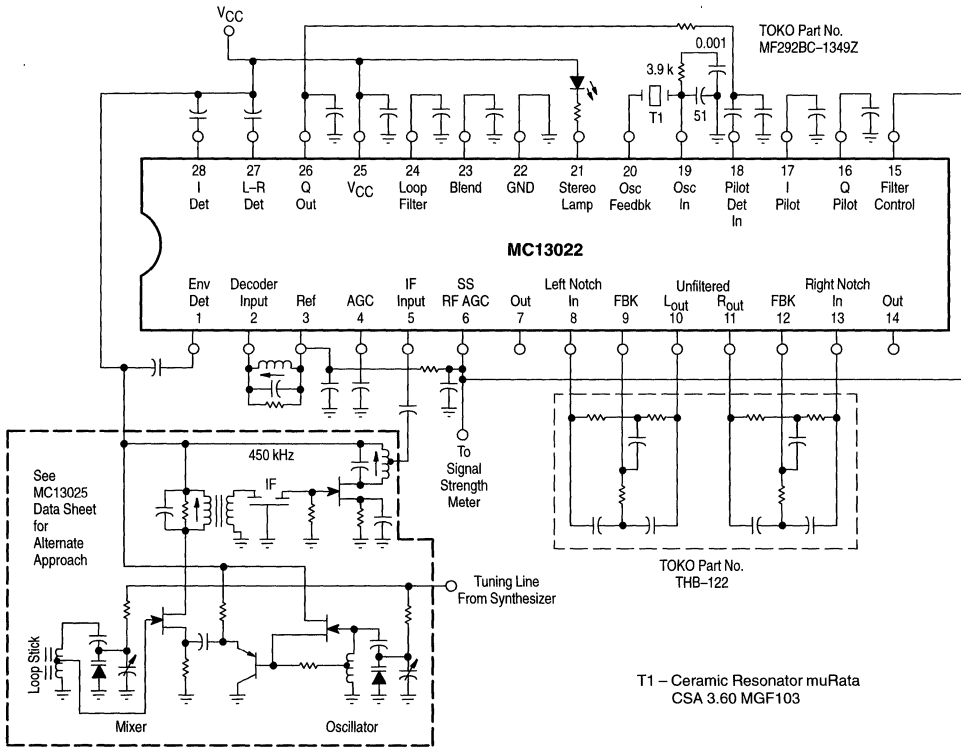 VCC
TOKO Part No.
MF292BC–1349Z
0.001
3.9 k
T1
51
28 27 26 25 24 23 22 21 20 19 18 17 16 15
I Det
L–R Det
Q Out
VCC
Loop Filter
Blend
GND
Stereo Lamp
Osc Feedbk
Osc In
Pilot Det In
I Pilot
Q Pilot
Filter Control
MC13022
Env Det
Decoder Input
Ref
AGC
IF Input
SS RF AGC
Out
Left Notch In
FBK
Unfiltered
Lout
Rout
FBK
Right Notch In
Out
1 2 3 4 5 6 7 8 9 10 11 12 13 14
See
MC13025
Data Sheet
for
Alternate
Approach
450 kHz
IF
To
Signal
Strength
Meter
TOKO Part No.
THB–122
Tuning Line
From Synthesizer
Loop Stick
Mixer
Oscillator
T1 – Ceramic Resonator muRata
CSA 3.60 MGF103